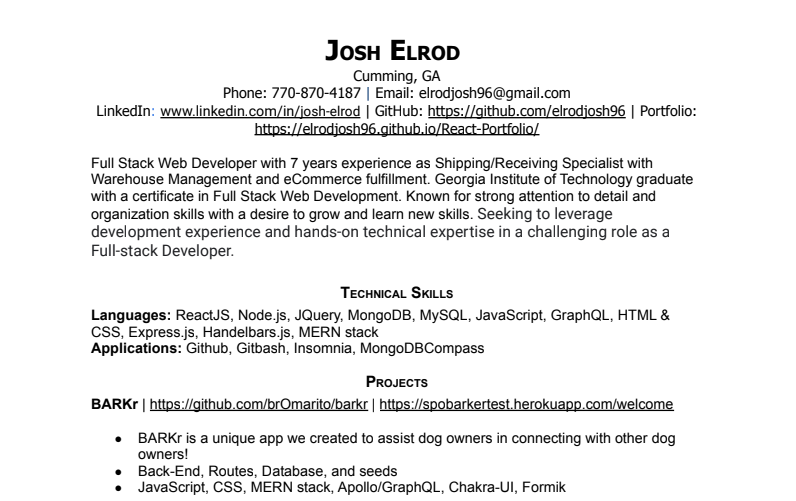 JOSH ELROD
Cumming, GA
Phone: 770-870-4187 | Email: elrodjosh96@gmail.com
LinkedIn: www.linkedin.com/in/josh-elrod | GitHub: https://github.com/elrodjosh96 | Portfolio:
https://elrodjosh96.github.io/React-Portfolio/
Full Stack Web Developer with 7 years experience as Shipping/Receiving Specialist with
Warehouse Management and eCommerce fulfillment. Georgia Institute of Technology graduate
with a certificate in Full Stack Web Development. Known for strong attention to detail and
organization skills with a desire to grow and learn new skills. Seeking to leverage
development experience and hands-on technical expertise in a challenging role as a
Full-stack Developer.
TECHNICAL SKILLS
Languages: ReactJS, Node.js, JQuery, MongoDB, MySQL, JavaScript, GraphQL, HTML &
CSS, Express.js, Handelbars.js, MERN stack
Applications: Github, Gitbash, Insomnia, MongoDBCompass
PROJECTS
BARKr | https://github.com/brOmarito/barkr | https://spobarkertest.herokuapp.com/welcome
● BARKr is a unique app we created to assist dog owners in connecting with other dog
owners!
● Back-End, Routes, Database, and seeds
● JavaScript, CSS, MERN stack, Apollo/GraphQL, Chakra-UI, Formik